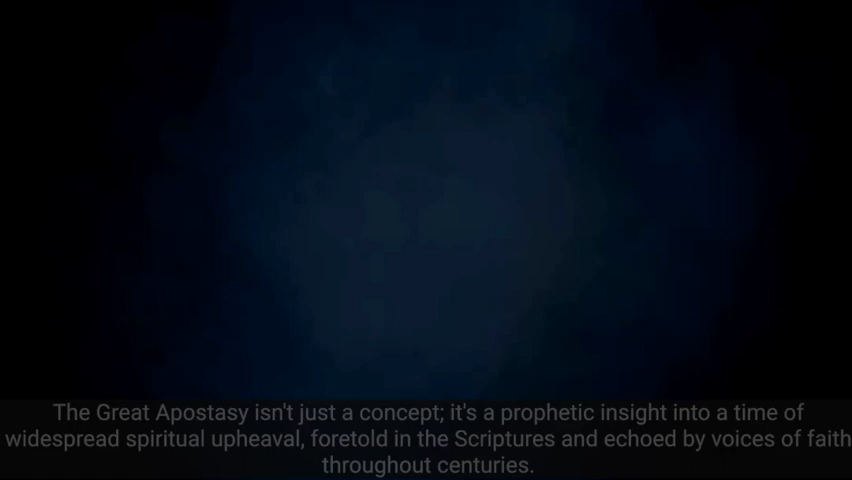 The Great Apostasy isn't just a concept; it's a prophetic insight into a time of
widespread spiritual upheaval, foretold in the Scriptures and echoed by voices of faith
throughout centuries.